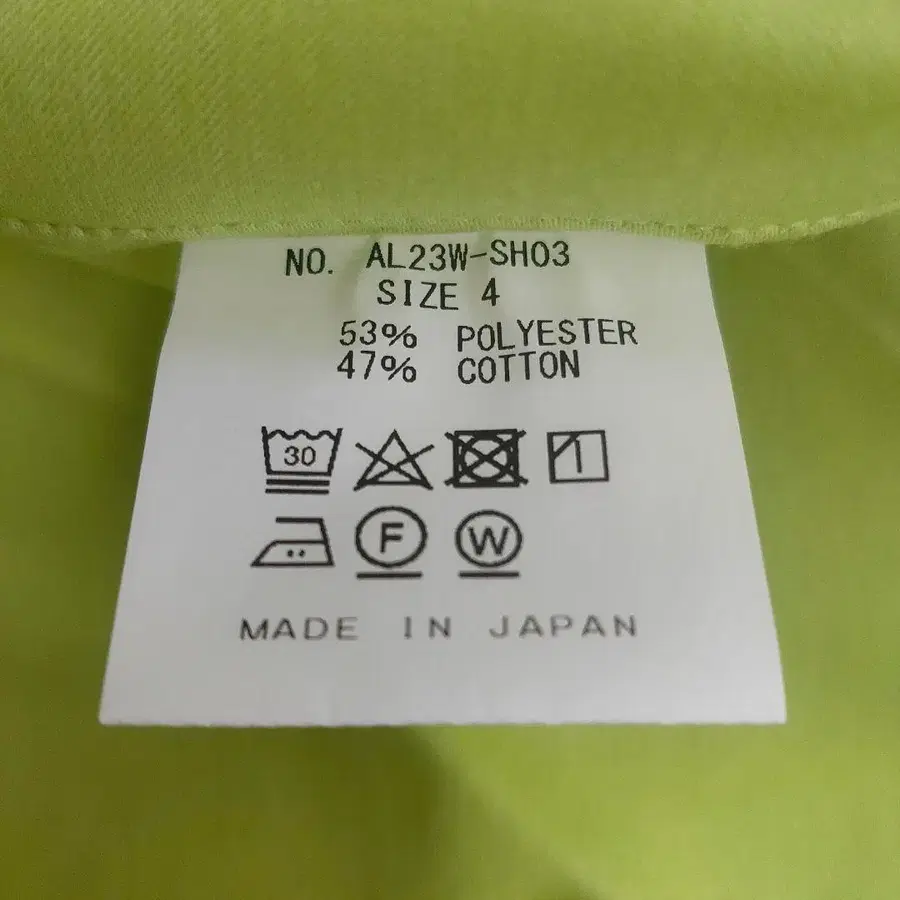 NO. AL23W-SH03
SIZE 4
53% POLYESTER
47% COTTON
30
F W
MADE IN JAPAN